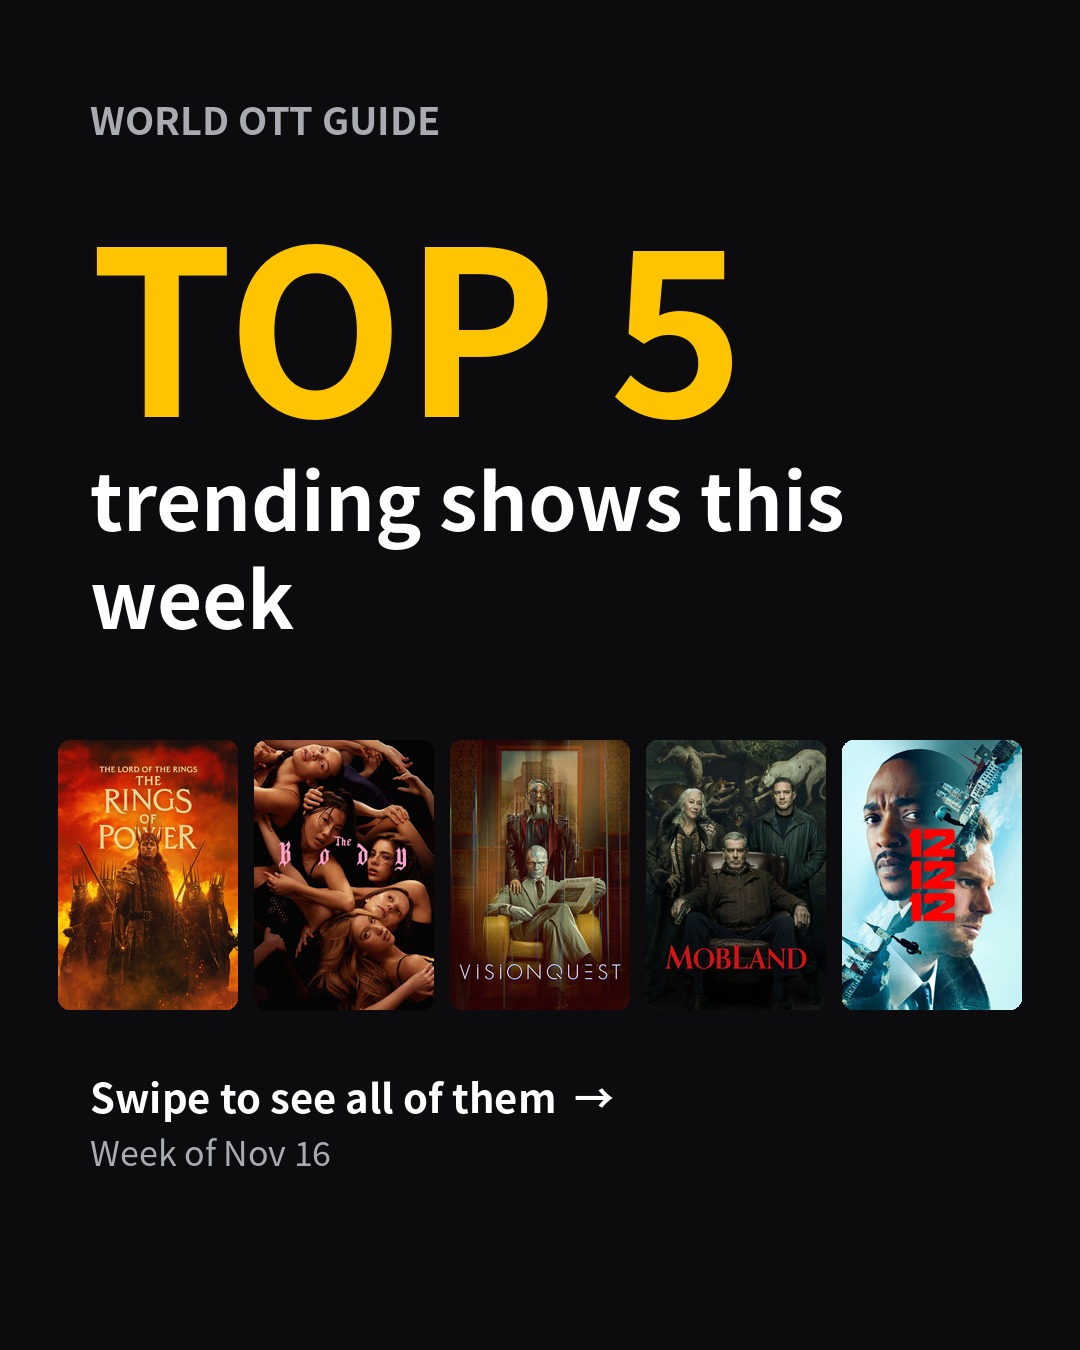 WORLD OTT GUIDE
TOP 5
trending shows this
week
THE LORD OF THE RINGS
THE
RINGS
OF
POWER
The
Body
VISIONQUEST
MOBLAND
12
12
12
Swipe to see all of them →
Week of Nov 16